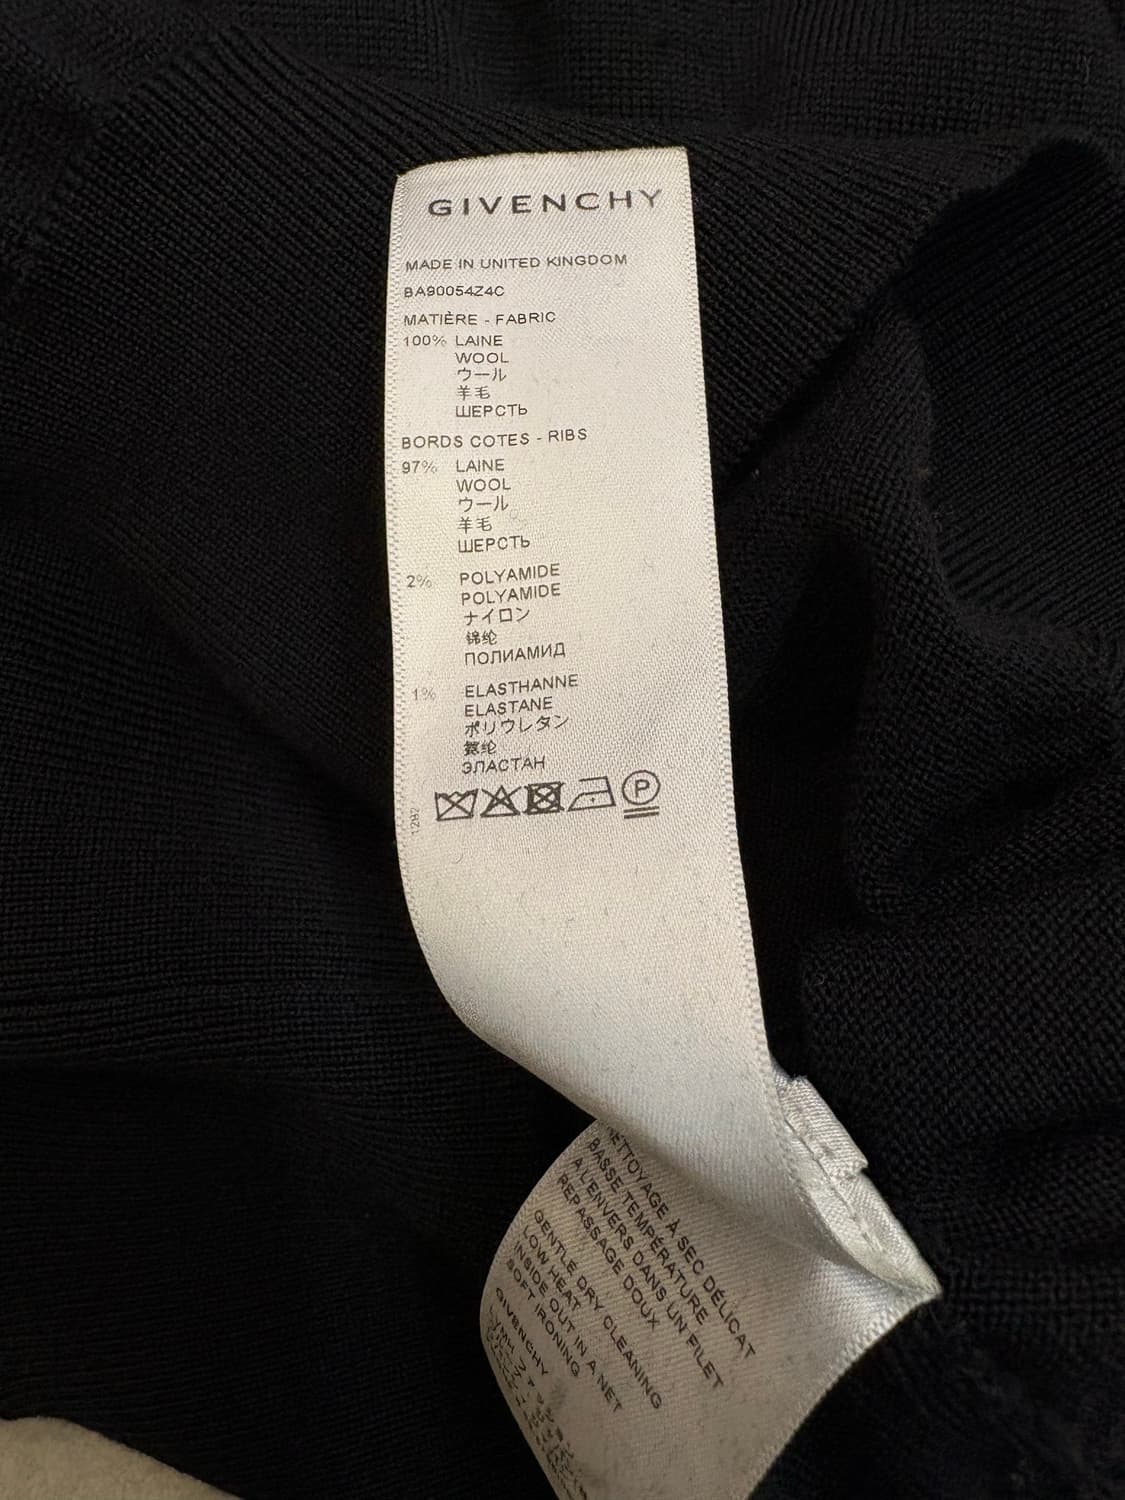 GIVENCHY
MADE IN UNITED KINGDOM
BA90054Z4C
MATIÈRE - FABRIC
100% LAINE
WOOL
ウール
羊毛
ШЕРСТЬ
BORDS COTES - RIBS
97% LAINE
WOOL
ウール
羊毛
ШЕРСТЬ
2% POLYAMIDE
POLYAMIDE
ナイロン
锦纶
ПОЛИАМИД
1% ELASTHANNE
ELASTANE
ポリウレタン
氨纶
ЭЛАСТАН
P
1282
NETTOYAGE À SEC DÉLICAT
BASSE TEMPÉRATURE
A L'ENVERS DANS UN FILET
REPASSAGE DOUX
GENTLE DRY CLEANING
LOW HEAT
INSIDE OUT IN A NET
SOFT IRONING
GIVENCHY